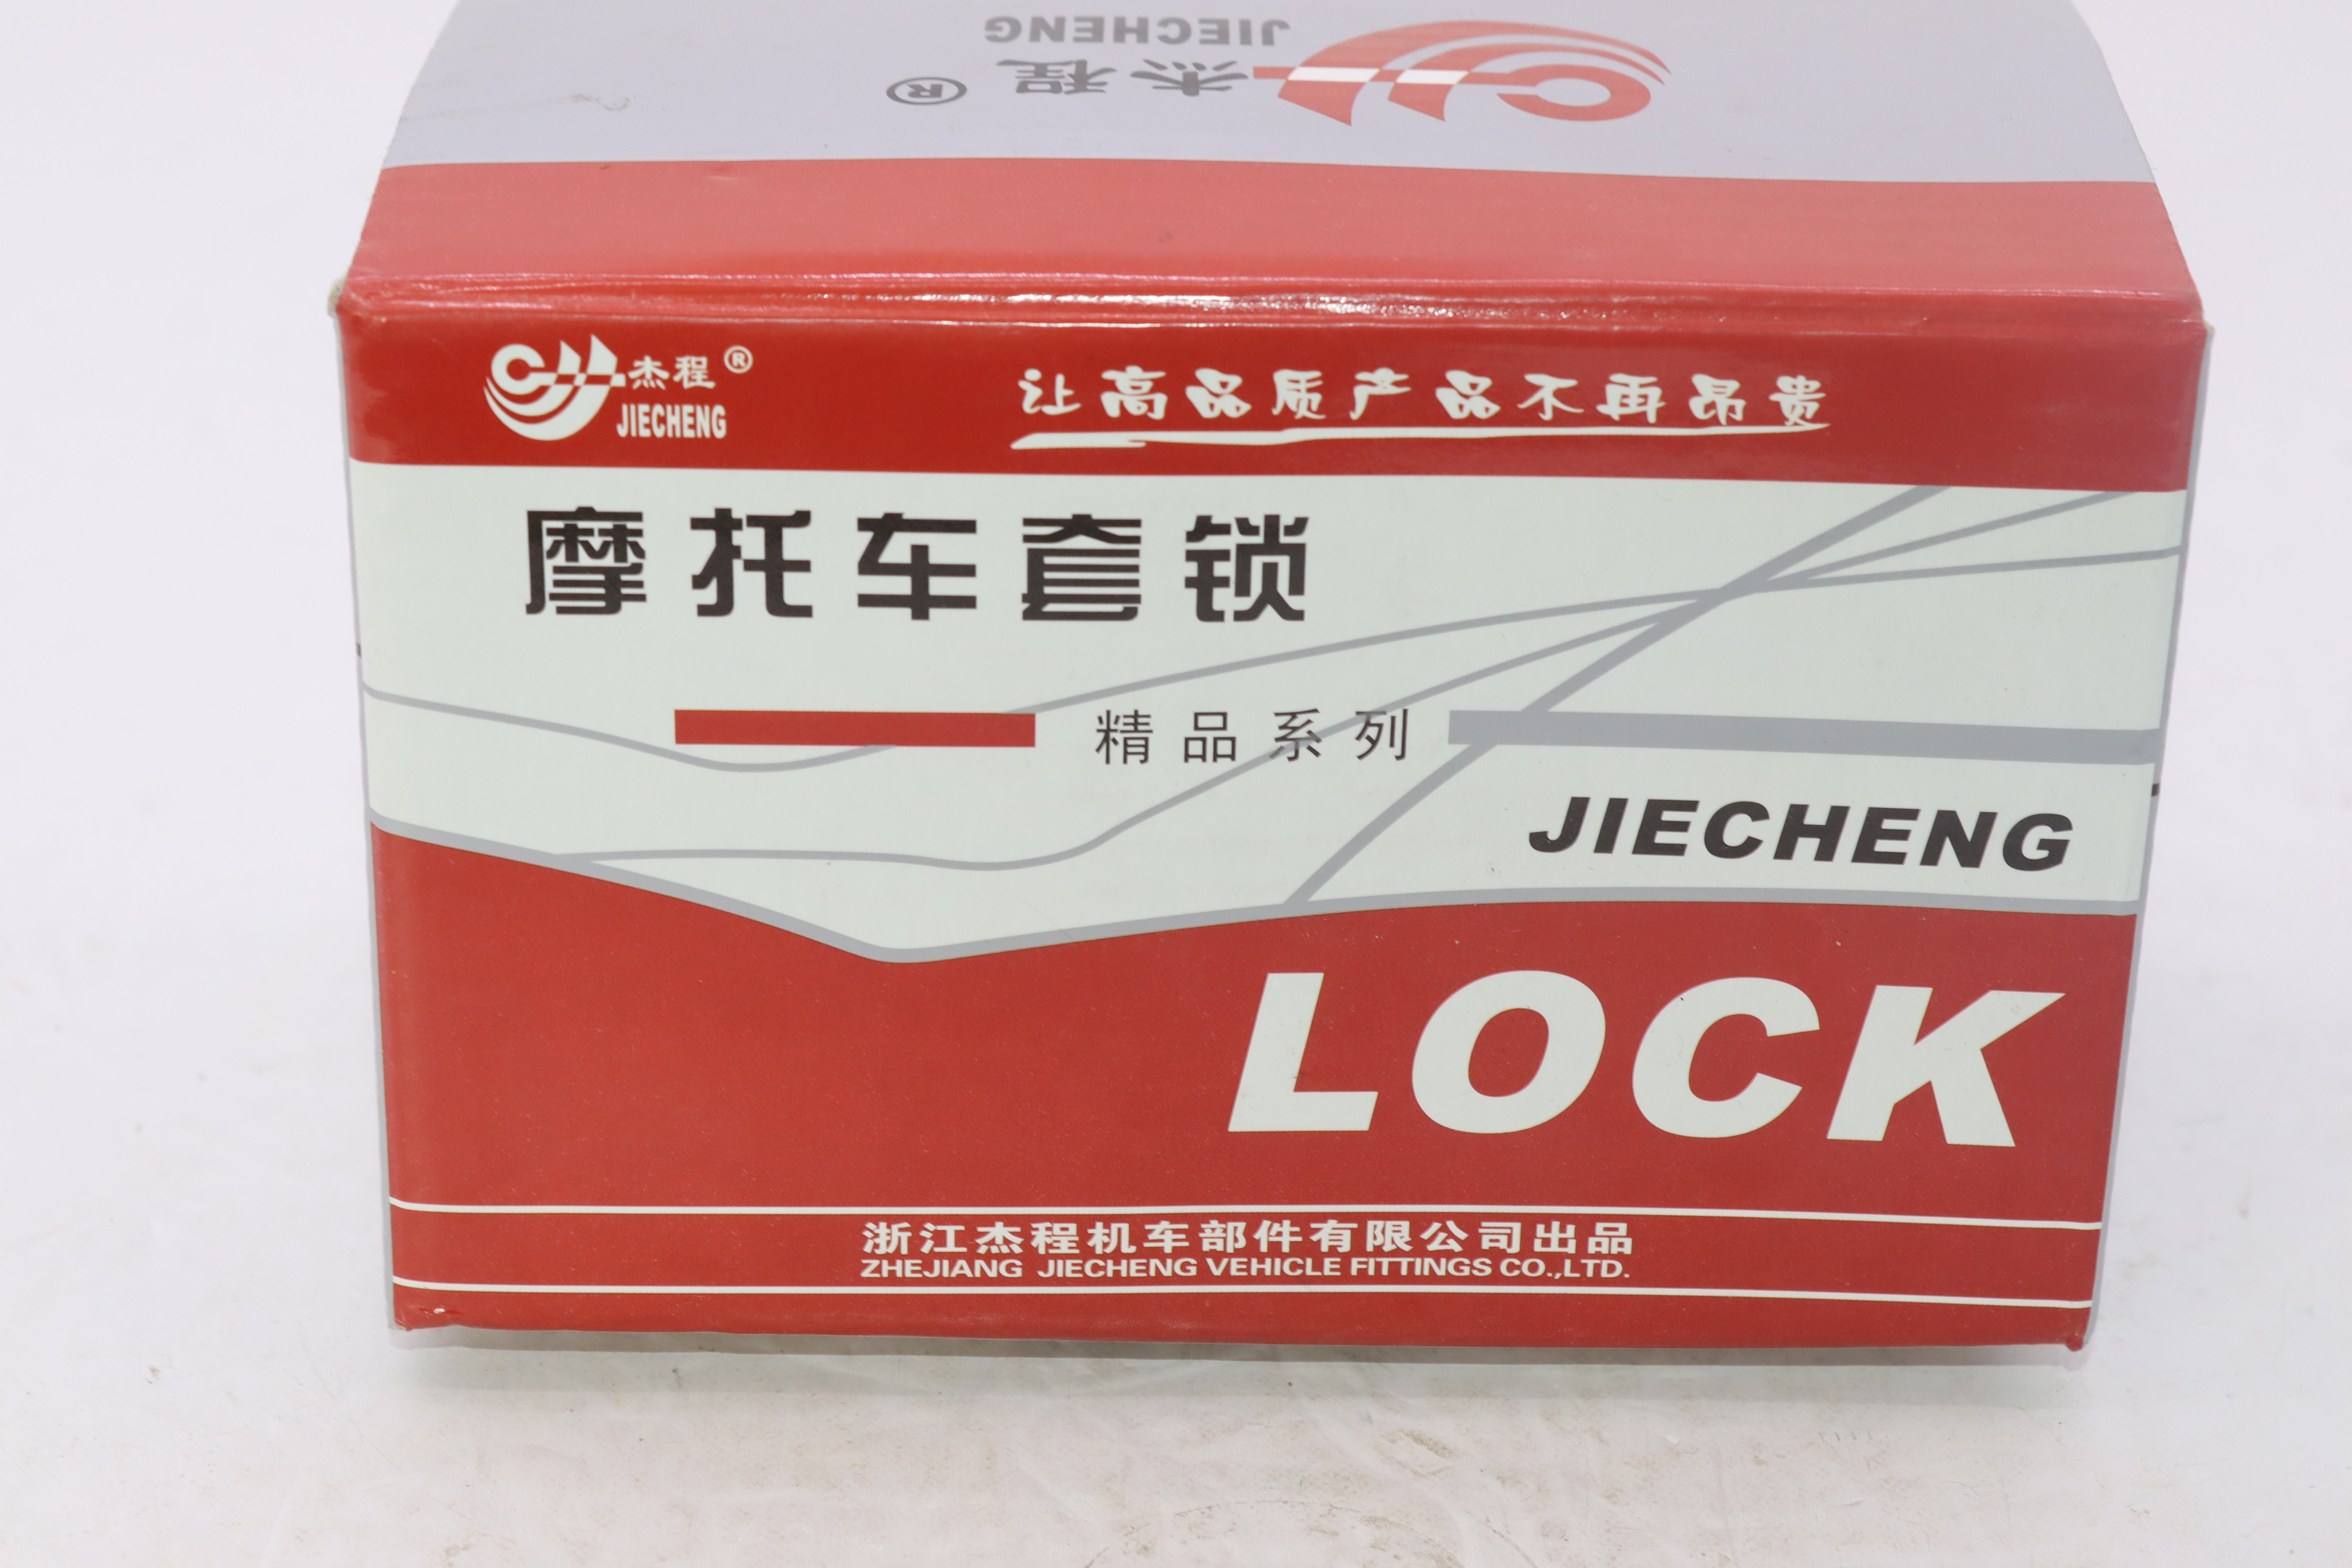 JIECHENG
杰程®
杰程®
JIECHENG
让高品质产品不再昂贵
摩托车套锁
精品系列
JIECHENG
LOCK
浙江杰程机车部件有限公司出品
ZHEJIANG JIECHENG VEHICLE FITTINGS CO.,LTD.